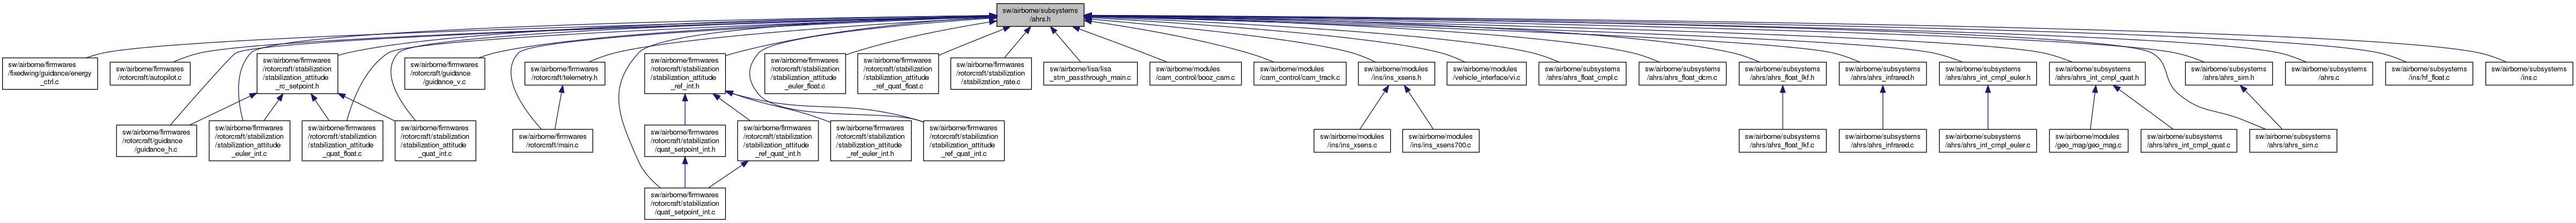 sw/airborne/subsystems
/ahrs.h
sw/airborne/firmwares
/fixedwing/guidance/energy
_ctrl.c
sw/airborne/firmwares
/rotorcraft/autopilot.c
sw/airborne/firmwares
/rotorcraft/stabilization
/stabilization_attitude
_rc_setpoint.h
sw/airborne/firmwares
/rotorcraft/guidance
/guidance_v.c
sw/airborne/firmwares
/rotorcraft/telemetry.h
sw/airborne/firmwares
/rotorcraft/stabilization
/stabilization_attitude
_ref_int.h
sw/airborne/firmwares
/rotorcraft/stabilization
/stabilization_attitude
_euler_float.c
sw/airborne/firmwares
/rotorcraft/stabilization
/stabilization_attitude
_ref_quat_float.c
sw/airborne/firmwares
/rotorcraft/stabilization
/stabilization_rate.c
sw/airborne/lisa/lisa
_stm_passthrough_main.c
sw/airborne/modules
/cam_control/booz_cam.c
sw/airborne/modules
/cam_control/cam_track.c
sw/airborne/modules
/ins/ins_xsens.h
sw/airborne/modules
/vehicle_interface/vi.c
sw/airborne/subsystems
/ahrs/ahrs_float_cmpl.c
sw/airborne/subsystems
/ahrs/ahrs_float_dcm.c
sw/airborne/subsystems
/ahrs/ahrs_float_lkf.h
sw/airborne/subsystems
/ahrs/ahrs_infrared.h
sw/airborne/subsystems
/ahrs/ahrs_int_cmpl_euler.h
sw/airborne/subsystems
/ahrs/ahrs_int_cmpl_quat.h
sw/airborne/subsystems
/ahrs/ahrs_sim.h
sw/airborne/subsystems
/ahrs.c
sw/airborne/subsystems
/ins/hf_float.c
sw/airborne/subsystems
/ins.c
sw/airborne/firmwares
/rotorcraft/guidance
/guidance_h.c
sw/airborne/firmwares
/rotorcraft/stabilization
/stabilization_attitude
_euler_int.c
sw/airborne/firmwares
/rotorcraft/stabilization
/stabilization_attitude
_quat_float.c
sw/airborne/firmwares
/rotorcraft/stabilization
/stabilization_attitude
_quat_int.c
sw/airborne/firmwares
/rotorcraft/main.c
sw/airborne/firmwares
/rotorcraft/stabilization
/quat_setpoint_int.h
sw/airborne/firmwares
/rotorcraft/stabilization
/stabilization_attitude
_ref_quat_int.h
sw/airborne/firmwares
/rotorcraft/stabilization
/stabilization_attitude
_ref_euler_int.h
sw/airborne/firmwares
/rotorcraft/stabilization
/stabilization_attitude
_ref_quat_int.c
sw/airborne/modules
/ins/ins_xsens.c
sw/airborne/modules
/ins/ins_xsens700.c
sw/airborne/subsystems
/ahrs/ahrs_float_lkf.c
sw/airborne/subsystems
/ahrs/ahrs_infrared.c
sw/airborne/subsystems
/ahrs/ahrs_int_cmpl_euler.c
sw/airborne/modules
/geo_mag/geo_mag.c
sw/airborne/subsystems
/ahrs/ahrs_int_cmpl_quat.c
sw/airborne/subsystems
/ahrs/ahrs_sim.c
sw/airborne/firmwares
/rotorcraft/stabilization
/quat_setpoint_int.c